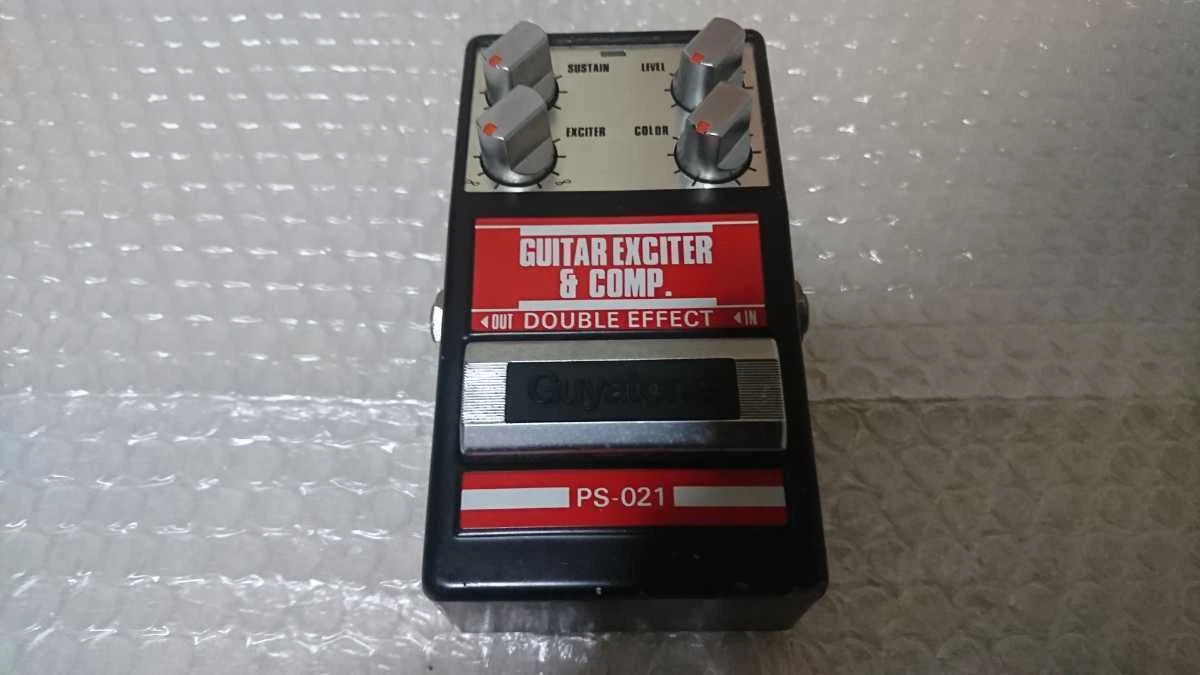 SUSTAIN LEVEL
EXCITER COLOR
GUITAR EXCITER
& COMP.
◄OUT DOUBLE EFFECT ◄IN
Guyatone
PS-021